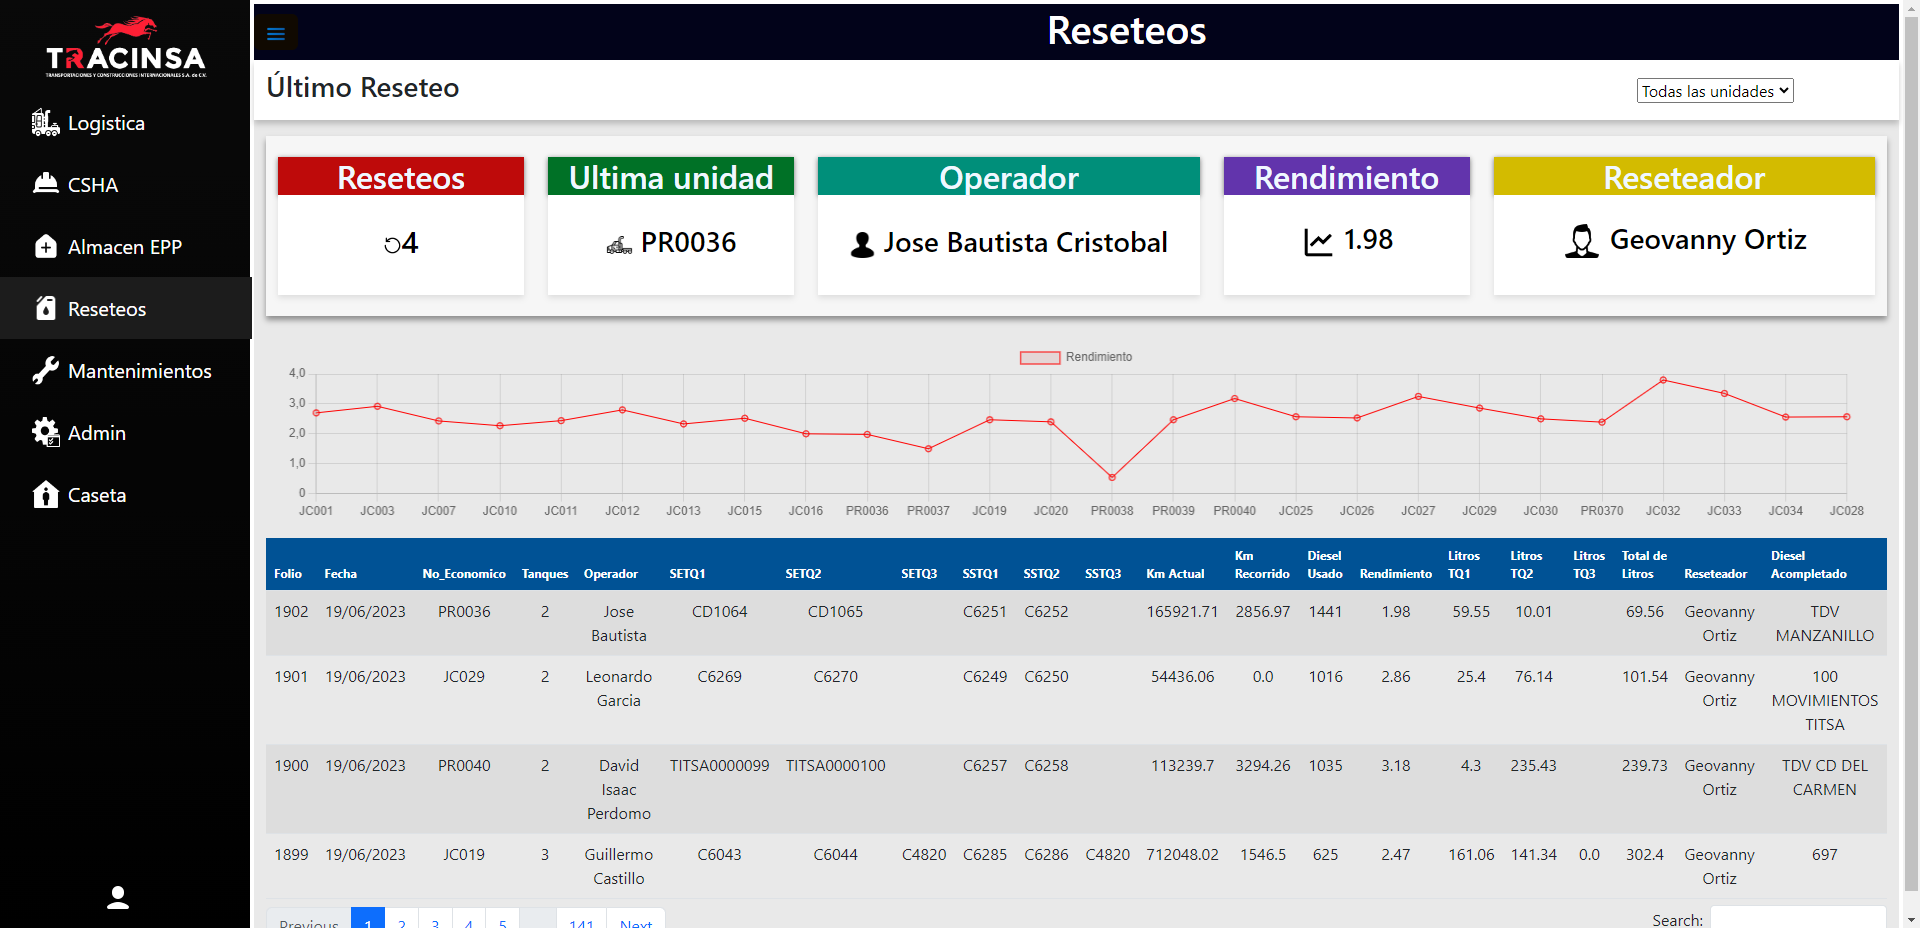 TRACINSA
TRANSPORTACIONES Y CONSTRUCCIONES INTERNACIONALES S.A. de C.V.
Logistica
CSHA
Almacen EPP
Reseteos
Mantenimientos
Admin
Caseta
Reseteos
Último Reseteo
Todas las unidades
Reseteos
4
Ultima unidad
PR0036
Operador
Jose Bautista Cristobal
Rendimiento
1.98
Reseteador
Geovanny Ortiz
Rendimiento
4,0
3,0
2,0
1,0
0
JC001 JC003 JC007 JC010 JC011 JC012 JC013 JC015 JC016 PR0036 PR0037 JC019 JC020 PR0038 PR0039 PR0040 JC025 JC026 JC027 JC029 JC030 PR0370 JC032 JC033 JC034 JC028
Folio Fecha No_Economico Tanques Operador SETQ1 SETQ2 SETQ3 SSTQ1 SSTQ2 SSTQ3 Km Actual Km Recorrido Diesel Usado Rendimiento Litros TQ1 Litros TQ2 Litros TQ3 Total de Litros Reseteador Diesel Acompletado
1902 19/06/2023 PR0036 2 Jose Bautista CD1064 CD1065 C6251 C6252 165921.71 2856.97 1441 1.98 59.55 10.01 69.56 Geovanny Ortiz TDV MANZANILLO
1901 19/06/2023 JC029 2 Leonardo Garcia C6269 C6270 C6249 C6250 54436.06 0.0 1016 2.86 25.4 76.14 101.54 Geovanny Ortiz 100 MOVIMIENTOS TITSA
1900 19/06/2023 PR0040 2 David Isaac Perdomo TITSA0000099 TITSA0000100 C6257 C6258 113239.7 3294.26 1035 3.18 4.3 235.43 239.73 Geovanny Ortiz TDV CD DEL CARMEN
1899 19/06/2023 JC019 3 Guillermo Castillo C6043 C6044 C4820 C6285 C6286 C4820 712048.02 1546.5 625 2.47 161.06 141.34 0.0 302.4 Geovanny Ortiz 697
Previous 1 2 3 4 5 141 Next
Search: